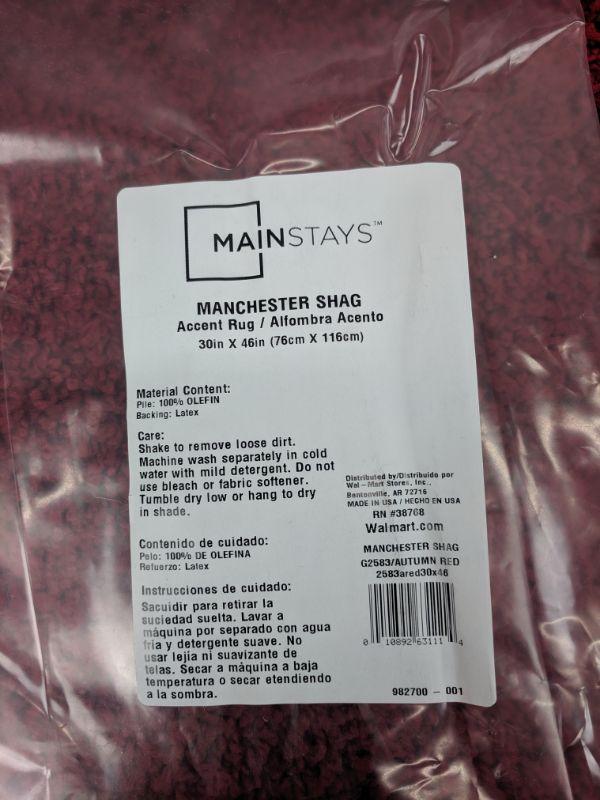 MAINSTAYS™
MANCHESTER SHAG
Accent Rug / Alfombra Acento
30in X 46in (76cm X 116cm)
Material Content:
Pile: 100% OLEFIN
Backing: Latex
Care:
Shake to remove loose dirt.
Machine wash separately in cold
water with mild detergent. Do not
use bleach or fabric softener.
Tumble dry low or hang to dry
in shade.
Contenido de cuidado:
Pelo: 100% DE OLEFINA
Refuerzo: Latex
Instrucciones de cuidado:
Sacuidir para retirar la
suciedad suelta. Lavar a
máquina por separado con agua
fria y detergente suave. No
usar lejía ni suavizante de
telas. Secar a máquina a baja
temperatura o secar etendiendo
a la sombra.
Distributed by/Distribuido por
Wal-Mart Stores, Inc.,
Bentonville, AR 72716
MADE IN USA / HECHO EN USA
RN #38768
Walmart.com
MANCHESTER SHAG
G2583/AUTUMN RED
2583ared30x46
0 10892 63111 4
982700 - 001